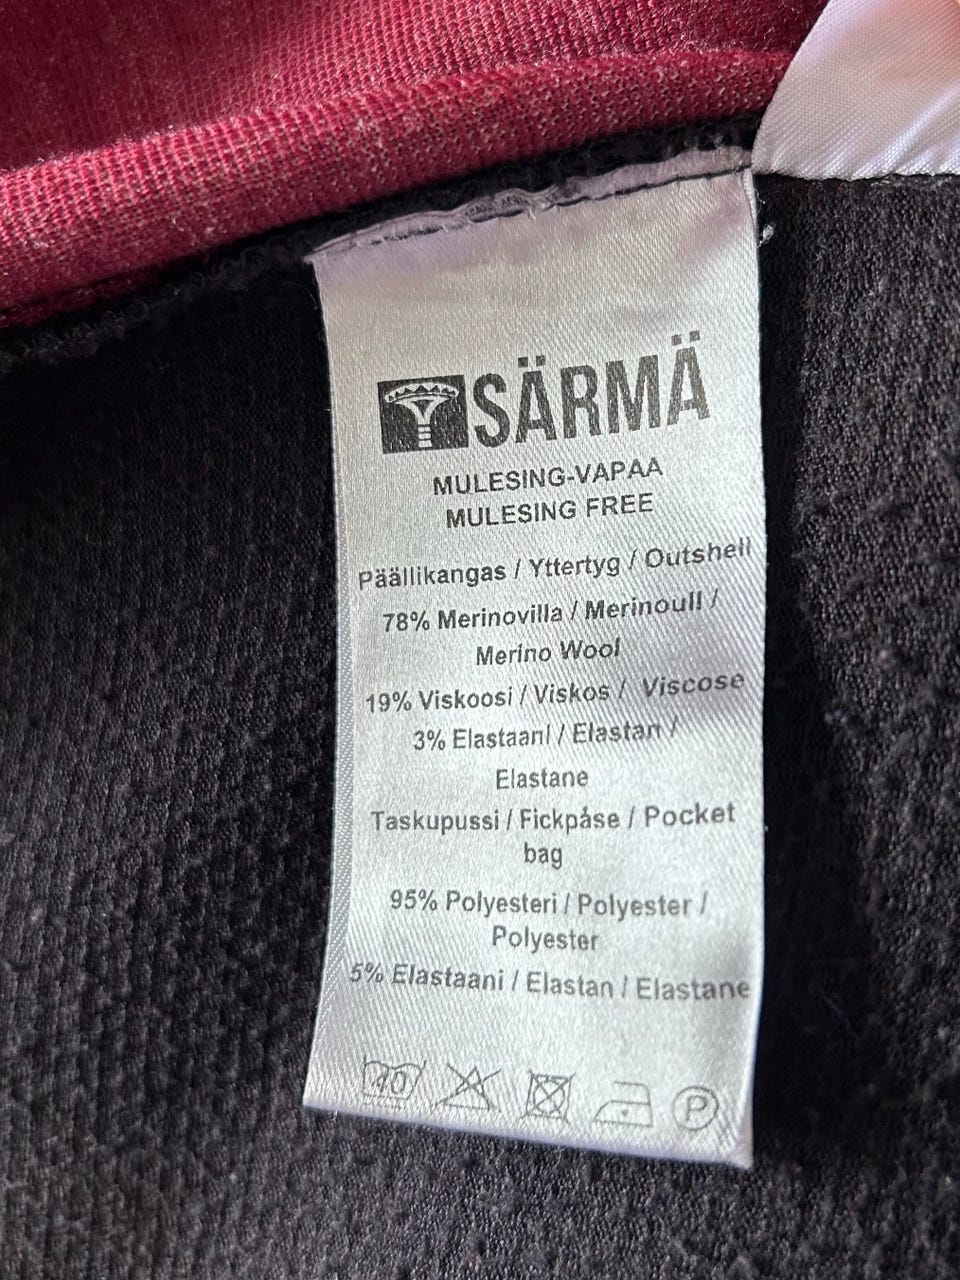 SÄRMÄ
MULESING-VAPAA
MULESING FREE
Päällikangas / Yttertyg / Outshell
78% Merinovilla / Merinoull /
Merino Wool
19% Viskoosi / Viskos / Viscose
3% Elastaani / Elastan /
Elastane
Taskupussi / Fickpåse / Pocket
bag
95% Polyesteri / Polyester /
Polyester
5% Elastaani / Elastan / Elastane
40 P